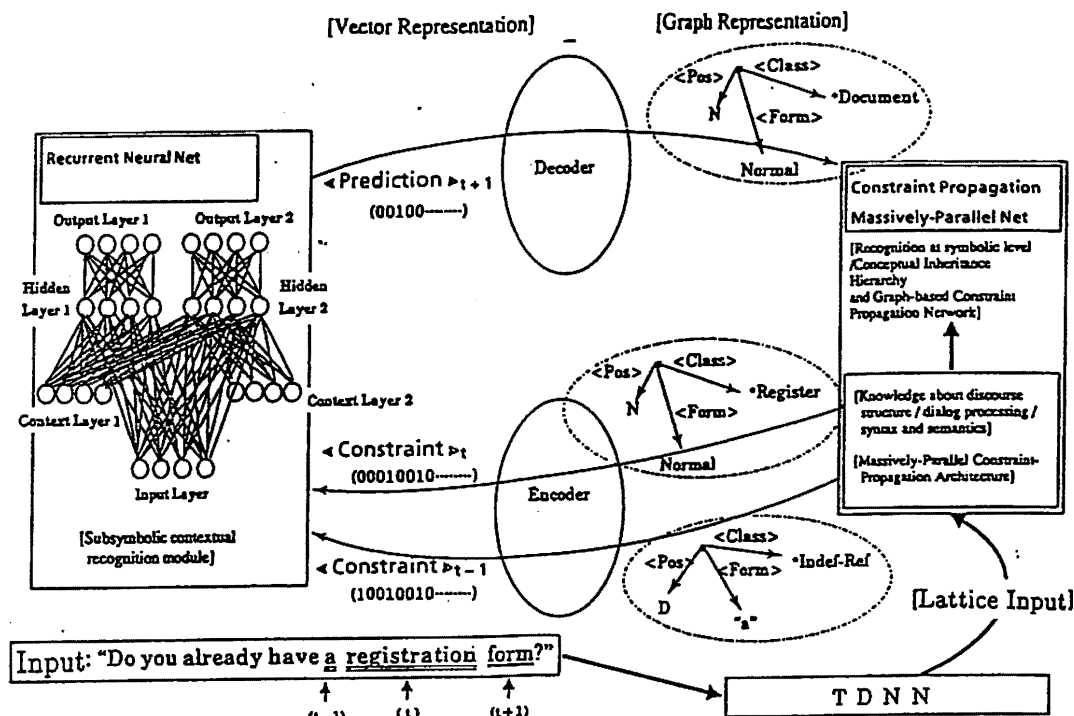 [Vector Representation]
[Graph Representation]
<Class>
<Pos>
*Document
N
<Form>
Normal
Recurrent Neural Net
Decoder
<Prediction>t+1
(00100-------)
Output Layer 1
Output Layer 2
Hidden
Layer 1
Hidden
Layer 2
Context Layer 1
Context Layer 2
Input Layer
[Subsymbolic contextual
recognition module]
Constraint Propagation
Massively-Parallel Net
[Recognition at symbolic level
/Conceptual Inheritance
Hierarchy
and Graph-based Constraint
Propagation Network]
[Knowledge about discourse
structure / dialog processing /
syntax and semantics]
[Massively-Parallel Constraint-
Propagation Architecture]
<Class>
<Pos>
*Register
N
<Form>
Normal
<Constraint>t
(00010010-------)
Encoder
<Constraint>t-1
(10010010-------)
<Class>
<Pos>
<Form>
*Indef-Ref
D
"a"
[Lattice Input]
Input: "Do you already have a registration form?"
(t-1)
(t)
(t+1)
T D N N